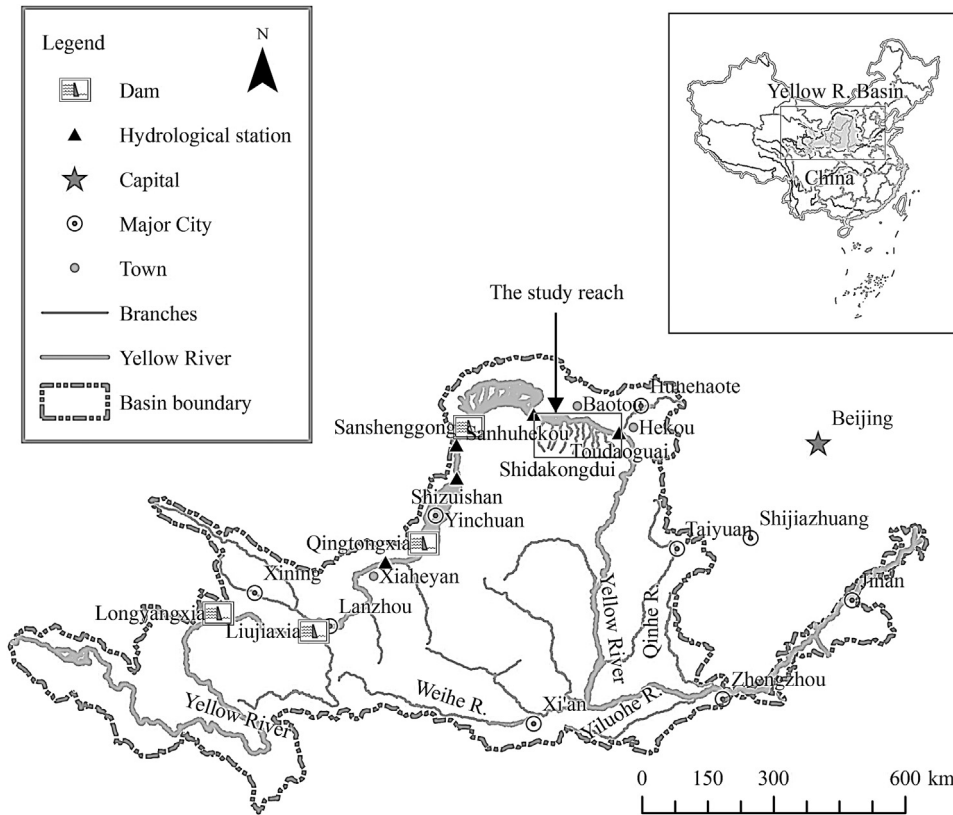 Legend
N
Dam
Hydrological station
Capital
Major City
Town
Branches
Yellow River
Basin boundary
Yellow R. Basin
China
The study reach
Hunehaote
Baotou
Sanshenggong
Sanhuhekou
Hekou
Toudaoguai
Shidakongdui
Beijing
Shizuishan
Yinchuan
Shijiazhuang
Taiyuan
Qingtongxia
Xiaheyan
Xining
Jinan
Longyangxia
Lanzhou
Liujiaxia
Yellow River
Qinhe R.
Zhengzhou
Weihe R.
Xi'an
Yiluohe R.
Yellow River
0 150 300 600 km